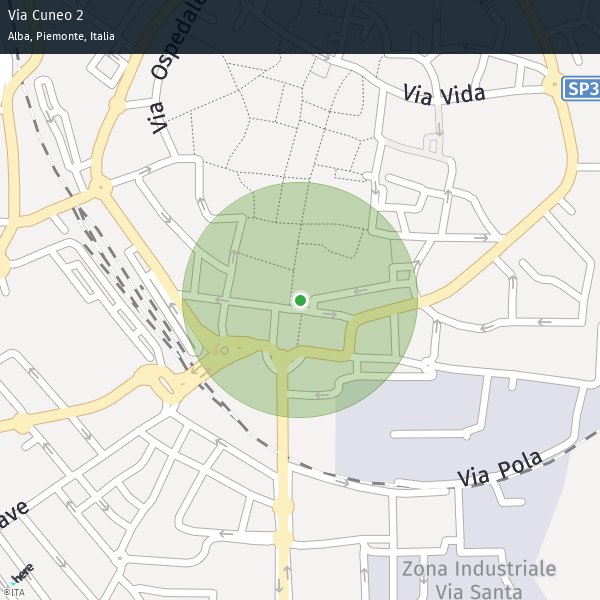 Via Cuneo 2
Alba, Piemonte, Italia
Via Ospedale
Via Vida
SP3
Via Pola
ave
Zona Industriale
Via Santa
here
©ITA